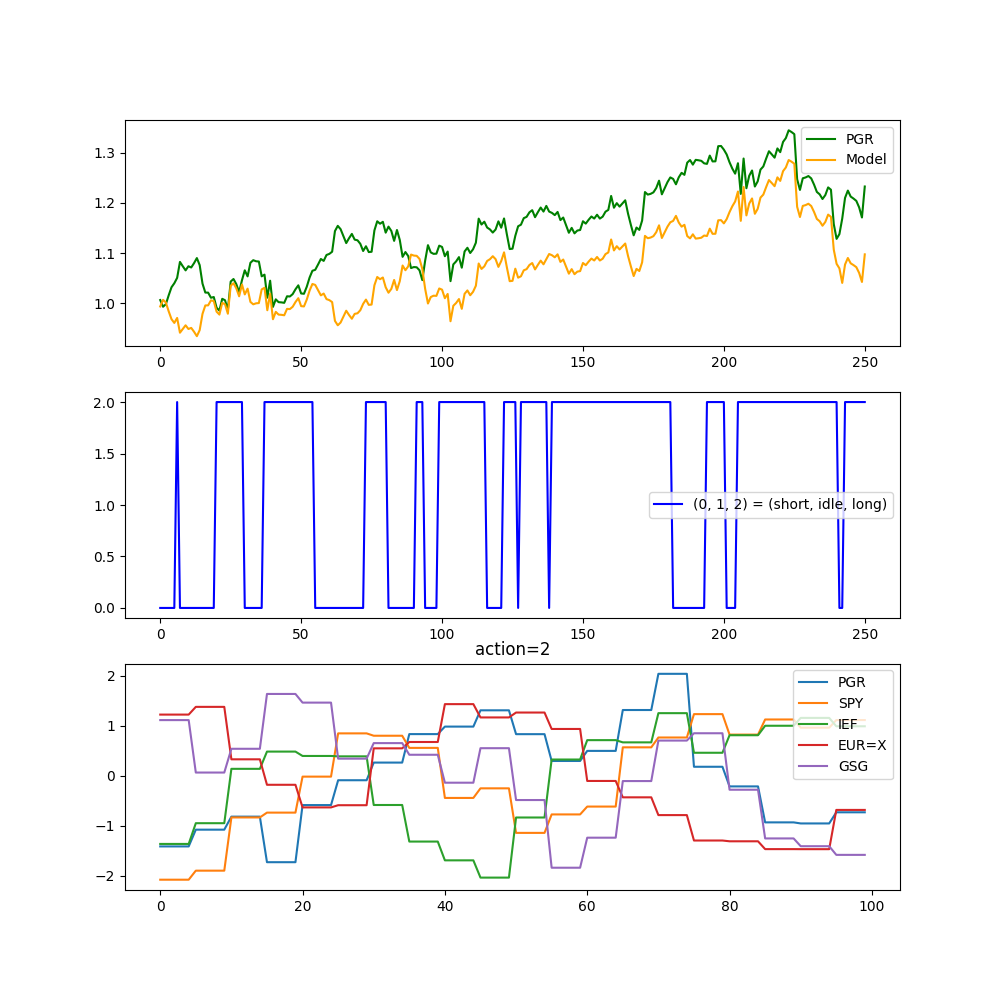 1.3
1.2
1.1
1.0
PGR
Model
0 50 100 150 200 250
2.0
1.5
1.0
0.5
0.0
(0, 1, 2) = (short, idle, long)
0 50 100 150 200 250
action=2
2
1
0
−1
−2
PGR
SPY
IEF
EUR=X
GSG
0 20 40 60 80 100